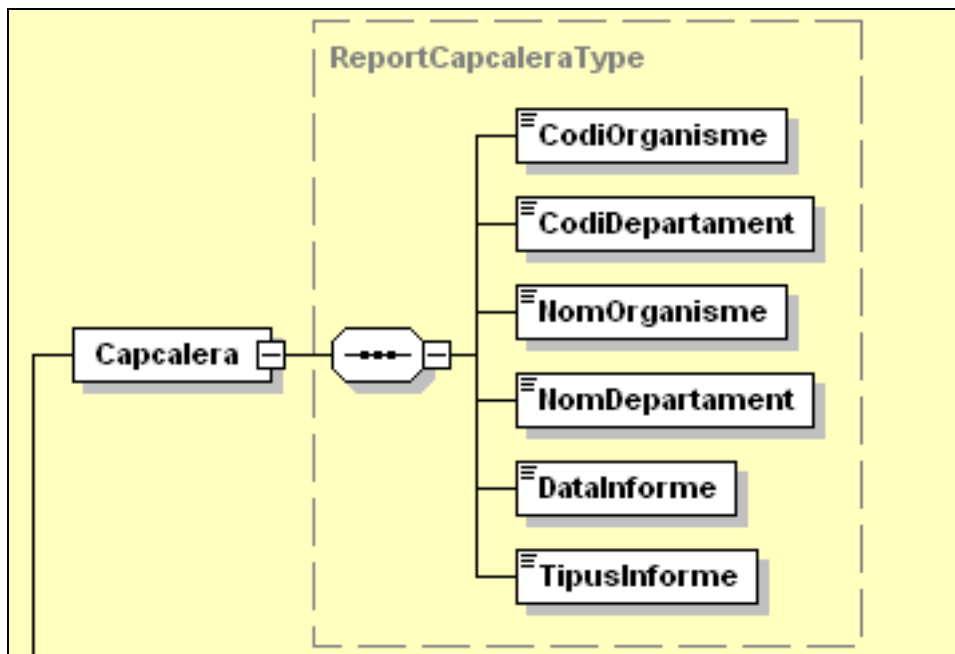 ReportCapcaleraType
CodiOrganisme
CodiDepartament
NomOrganisme
Capcalera
NomDepartament
DataInforme
TipusInforme